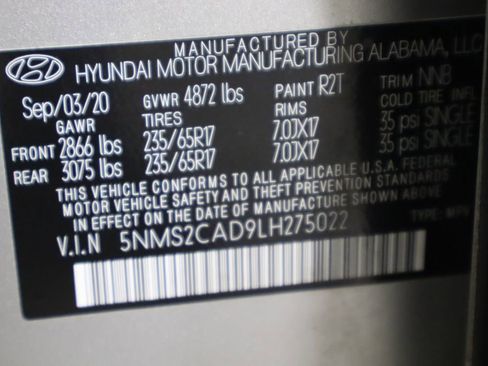 MANUFACTURED BY
HYUNDAI MOTOR MANUFACTURING ALABAMA, LLC
Sep/03/20 GVWR 4872 lbs PAINT R2T TRIM NNB
GAWR TIRES RIMS COLD TIRE INFL
FRONT 2866 lbs 235/65R17 7.0JX17 35 psi SINGLE
REAR 3075 lbs 235/65R17 7.0JX17 35 psi SINGLE
THIS VEHICLE CONFORMS TO ALL APPLICABLE U.S.A. FEDERAL
MOTOR VEHICLE SAFETY AND BUMPER STANDARDS
IN EFFECT ON THE DATE OF MANUFACTURE SHOWN ABOVE
V.I.N 5NMS2CAD9LH275022 TYPE: MPV